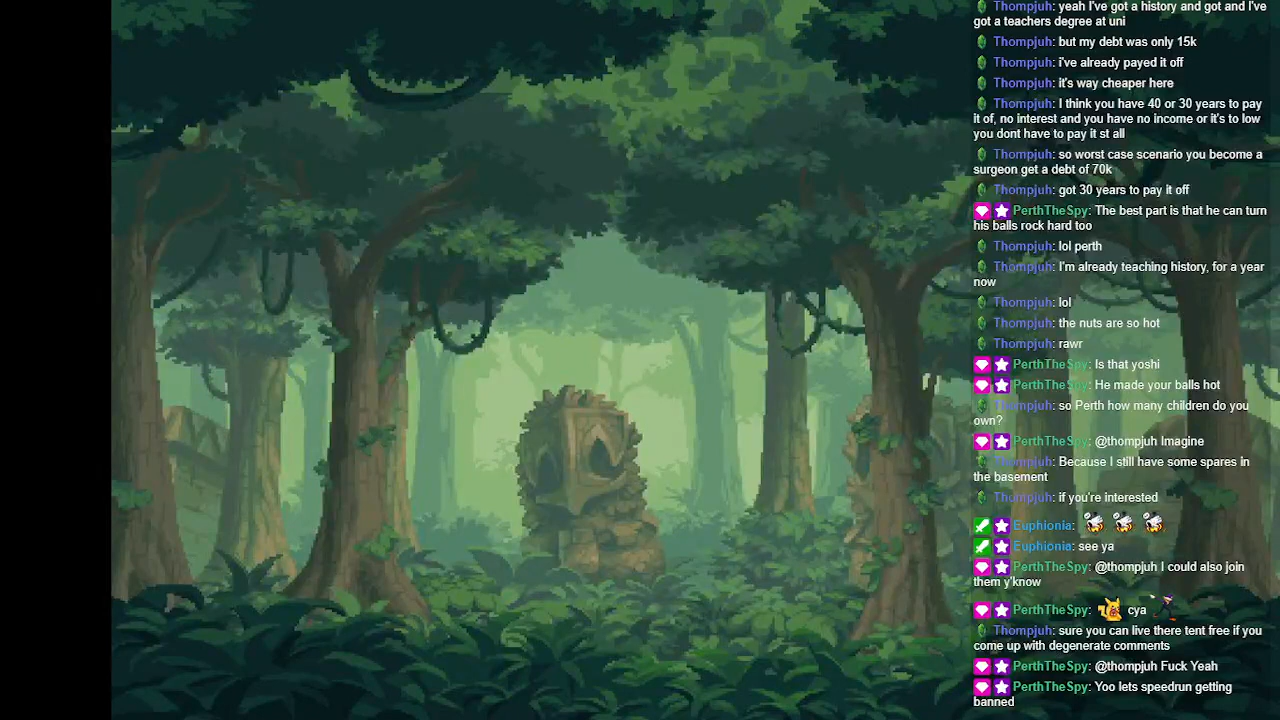 Thompjuh: yeah I've got a history and got and I've
got a teachers degree at uni
Thompjuh: but my debt was only 15k
Thompjuh: i've already payed it off
Thompjuh: it's way cheaper here
Thompjuh: I think you have 40 or 30 years to pay
it of, no interest and you have no income or it's to low
you dont have to pay it st all
Thompjuh: so worst case scenario you become a
surgeon get a debt of 70k
Thompjuh: got 30 years to pay it off
PerthTheSpy: The best part is that he can turn
his balls rock hard too
Thompjuh: lol perth
Thompjuh: I'm already teaching history, for a year
now
Thompjuh: lol
Thompjuh: the nuts are so hot
Thompjuh: rawr
PerthTheSpy: Is that yoshi
PerthTheSpy: He made your balls hot
Thompjuh: so Perth how many children do you
own?
PerthTheSpy: @thompjuh Imagine
Thompjuh: Because I still have some spares in
the basement
Thompjuh: if you're interested
Euphionia:
Euphionia: see ya
PerthTheSpy: @thompjuh I could also join
them y'know
PerthTheSpy: cya
Thompjuh: sure you can live there tent free if you
come up with degenerate comments
PerthTheSpy: @thompjuh Fuck Yeah
PerthTheSpy: Yoo lets speedrun getting
banned